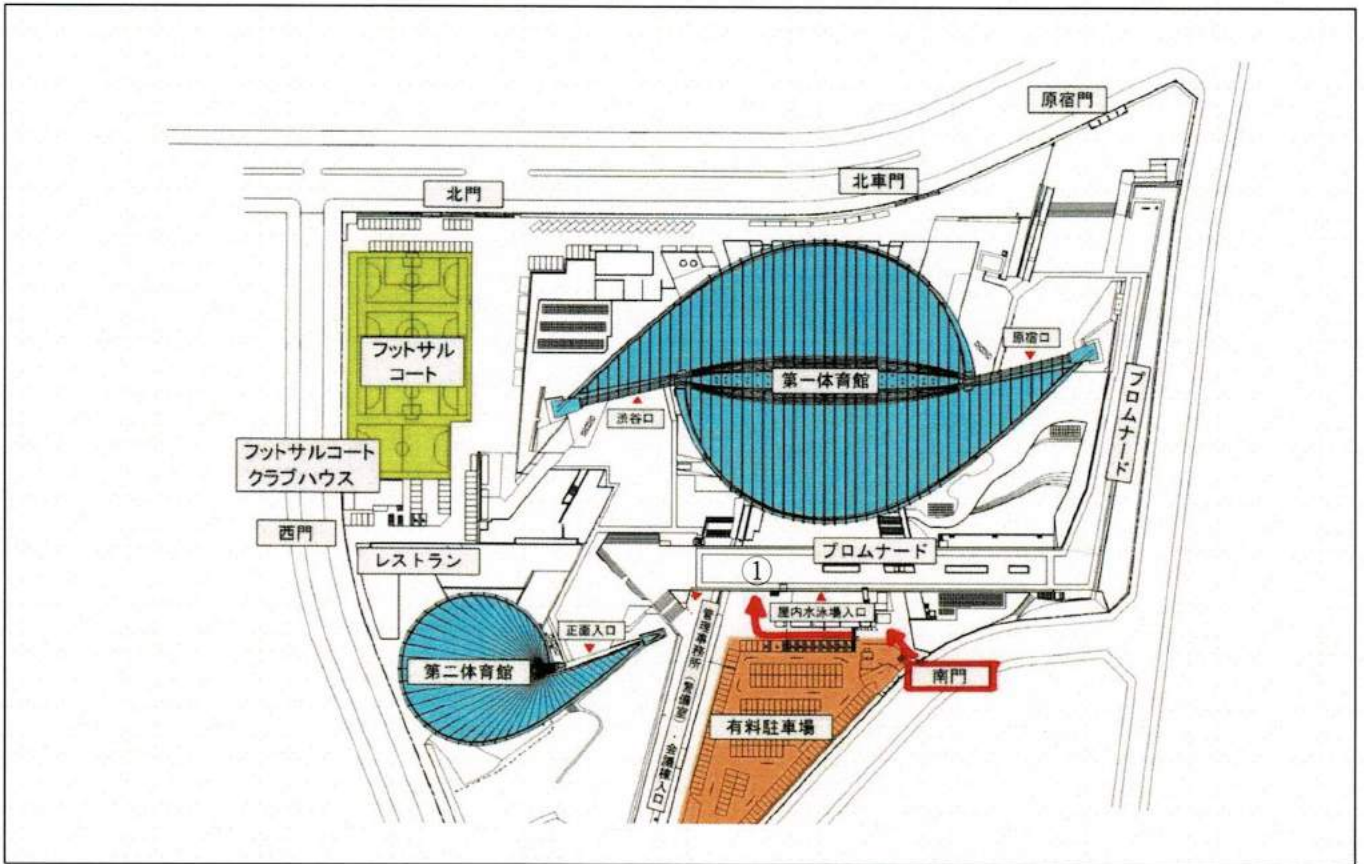 原宿門
北車門
北門
原宿口
フットサル
コート
第一体育館
渋谷口
プロムナード
フットサルコート
クラブハウス
西門
レストラン
プロムナード
①
屋内水泳場入口
正面入口
管理事務所（警備室）・会議棟入口
第二体育館
南門
有料駐車場